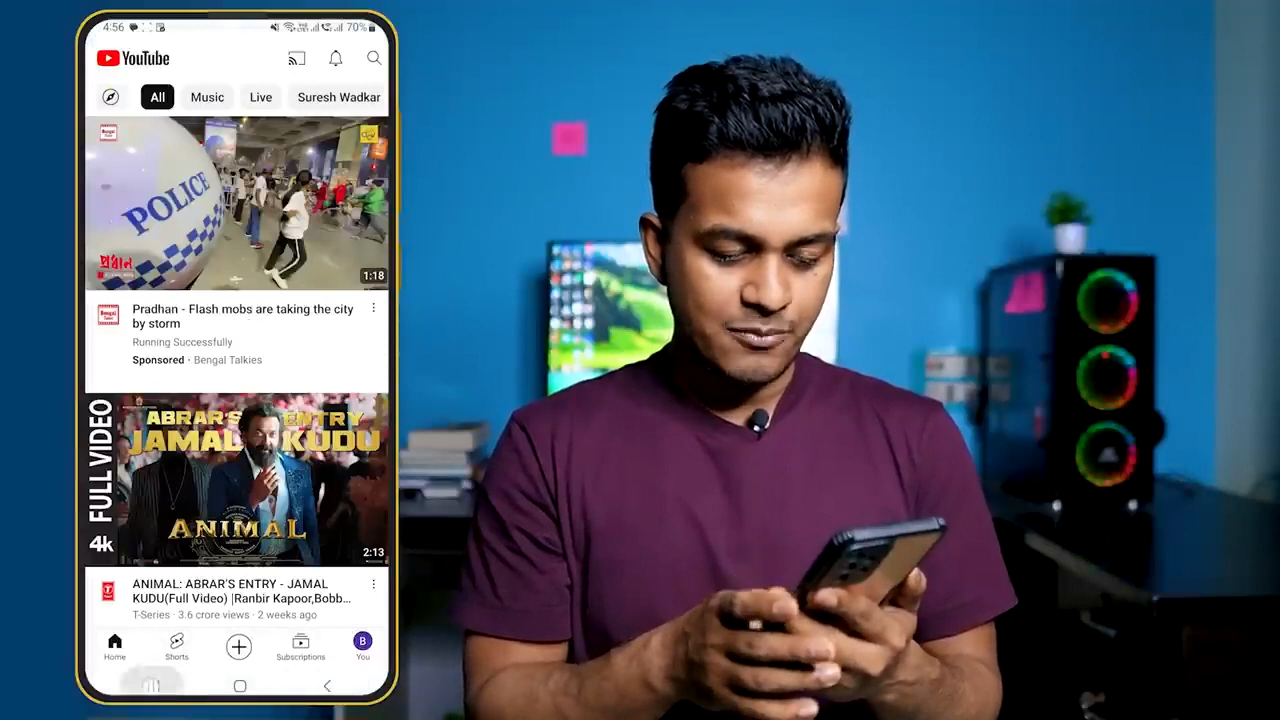 4:56
70%
YouTube
All
Music
Live
Suresh Wadkar
Bengal
POLICE
প্রধান
1:18
Bengal
Pradhan - Flash mobs are taking the city
by storm
Running Successfully
Sponsored · Bengal Talkies
FULL VIDEO
4k
ABRAR'S ENTRY
JAMAL KUDU
ANIMAL
2:13
ANIMAL: ABRAR'S ENTRY - JAMAL
KUDU(Full Video) |Ranbir Kapoor,Bobb...
T-Series · 3.6 crore views · 2 weeks ago
Home
Shorts
Subscriptions
B
You